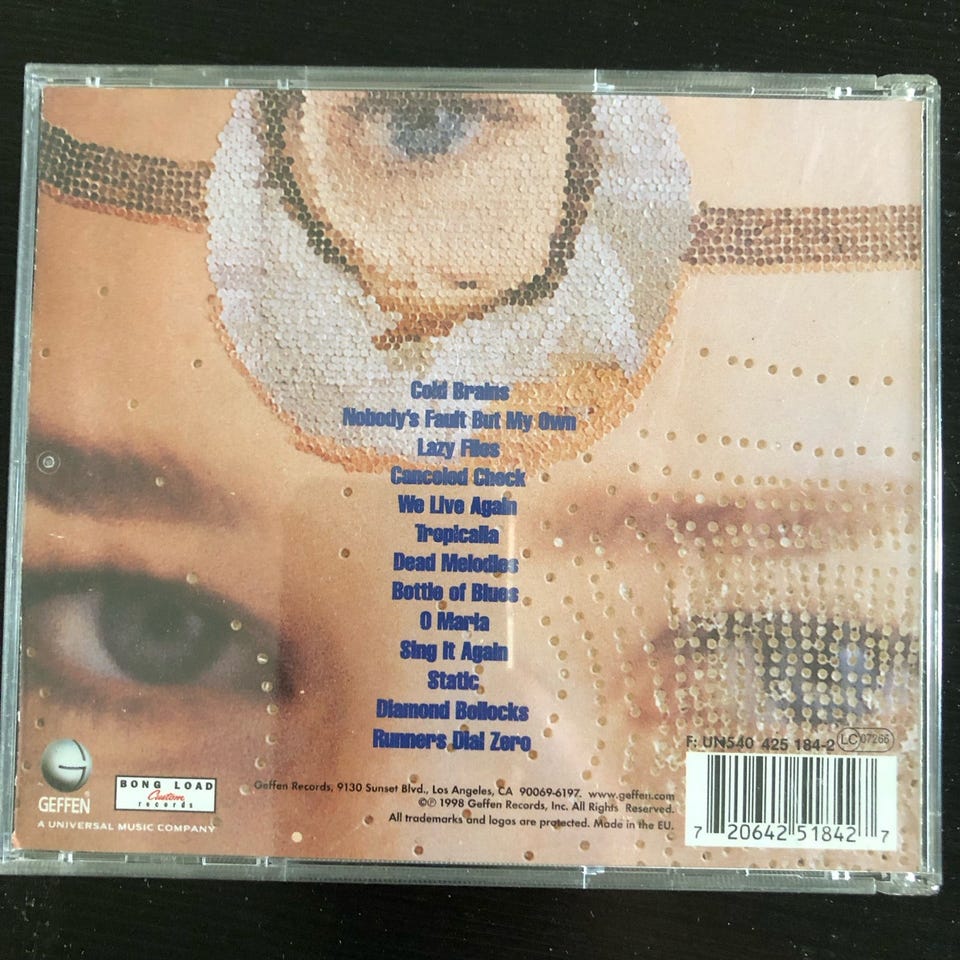 Cold Brains
Nobody's Fault But My Own
Lazy Flies
Canceled Check
We Live Again
Tropicalia
Dead Melodies
Bottle of Blues
O Maria
Sing It Again
Static
Diamond Bollocks
Runners Dial Zero
F: UN540 425 184-2 LC 07266
GEFFEN
A UNIVERSAL MUSIC COMPANY
BONG LOAD
Custom
records
Geffen Records, 9130 Sunset Blvd., Los Angeles, CA 90069-6197. www.geffen.com
©℗ 1998 Geffen Records, Inc. All Rights Reserved.
All trademarks and logos are protected. Made in the EU.
7 20642 51842 7